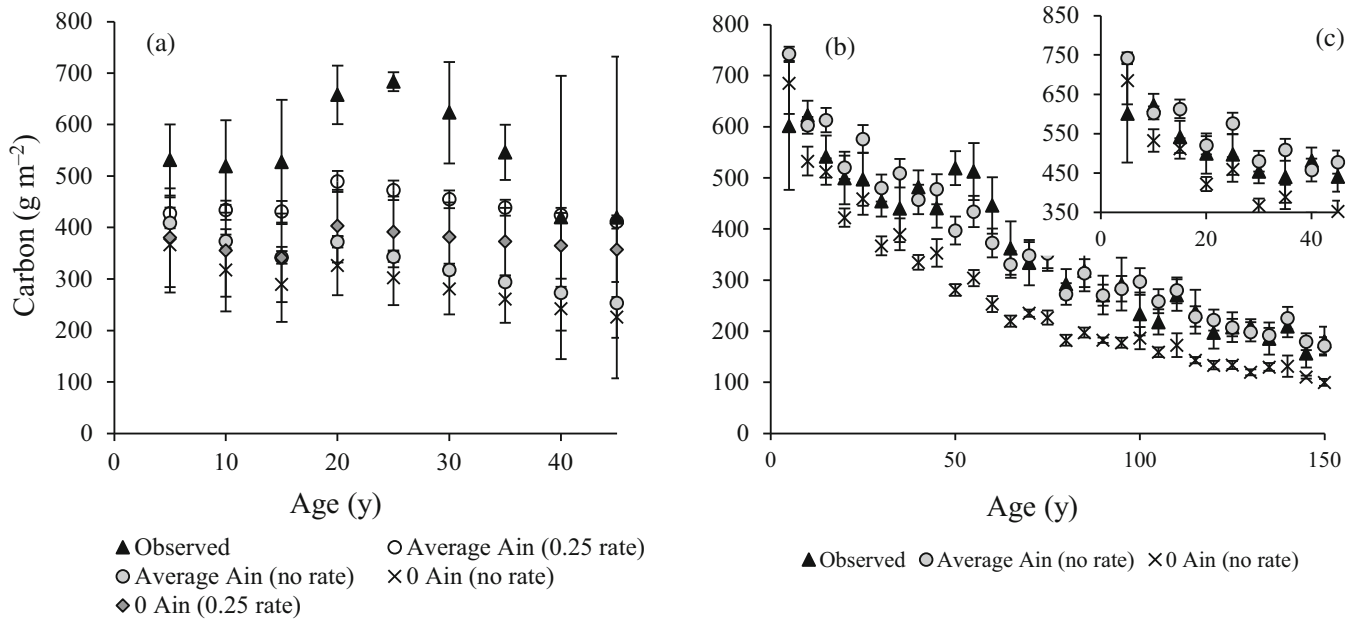 (a)
800
700
600
500
400
300
200
100
0
Carbon (g m⁻²)
0 10 20 30 40
Age (y)
▲ Observed ○ Average Ain (0.25 rate)
Average Ain (no rate) × 0 Ain (no rate)
◆ 0 Ain (0.25 rate)
(b)
800
700
600
500
400
300
200
100
0
0 50 100 150
Age (y)
▲ Observed Average Ain (no rate) × 0 Ain (no rate)
(c)
850
750
650
550
450
350
0 20 40